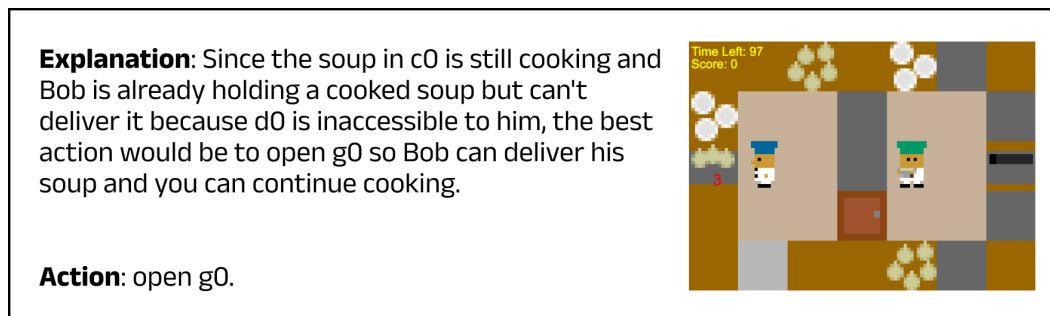 Explanation: Since the soup in c0 is still cooking and
Bob is already holding a cooked soup but can't
deliver it because d0 is inaccessible to him, the best
action would be to open g0 so Bob can deliver his
soup and you can continue cooking.
Action: open g0.
Time Left: 97
Score: 0
3